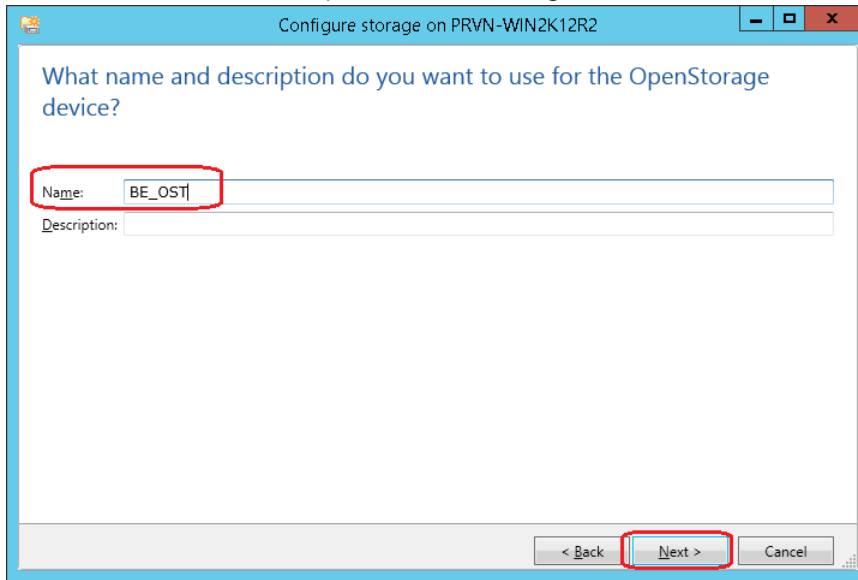 Configure storage on PRVN-WIN2K12R2
What name and description do you want to use for the OpenStorage
device?
Name: BE_OST
Description:
< Back Next > Cancel